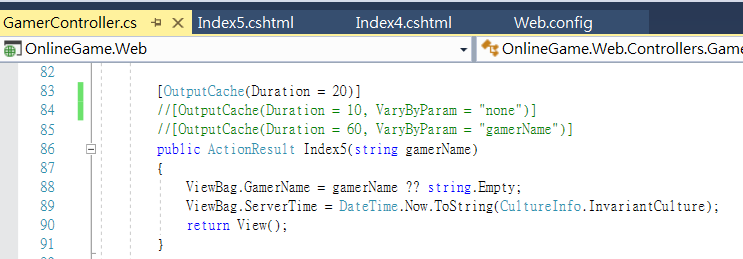 GamerController.cs Index5.cshtml Index4.cshtml Web.config
OnlineGame.Web OnlineGame.Web.Controllers.Game
82
83 [OutputCache(Duration = 20)]
84 //[OutputCache(Duration = 10, VaryByParam = "none")]
85 //[OutputCache(Duration = 60, VaryByParam = "gamerName")]
86 public ActionResult Index5(string gamerName)
87 {
88 ViewBag.GamerName = gamerName ?? string.Empty;
89 ViewBag.ServerTime = DateTime.Now.ToString(CultureInfo.InvariantCulture);
90 return View();
91 }